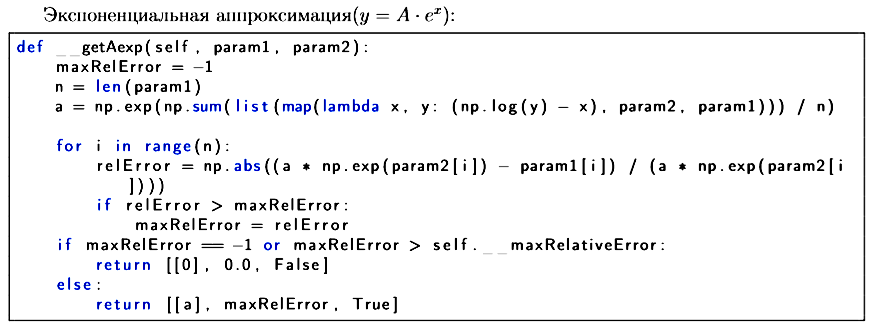 Экспоненциальная аппроксимация(y = A · eˣ):
def __getAexp(self, param1, param2):
    maxRelError = −1
    n = len(param1)
    a = np.exp(np.sum(list(map(lambda x, y: (np.log(y) − x), param2, param1))) / n)

    for i in range(n):
        relError = np.abs((a * np.exp(param2[i]) − param1[i]) / (a * np.exp(param2[i
            ])))
        if relError > maxRelError:
            maxRelError = relError
    if maxRelError == −1 or maxRelError > self.__maxRelativeError:
        return [[0], 0.0, False]
    else:
        return [[a], maxRelError, True]